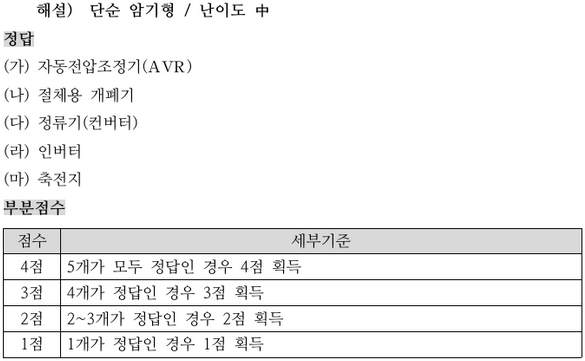 해설) 단순 암기형 / 난이도 中
정답
(가) 자동전압조정기(AVR)
(나) 절체용 개폐기
(다) 정류기(컨버터)
(라) 인버터
(마) 축전지
부분점수
점수 세부기준
4점 5개가 모두 정답인 경우 4점 획득
3점 4개가 정답인 경우 3점 획득
2점 2~3개가 정답인 경우 2점 획득
1점 1개가 정답인 경우 1점 획득